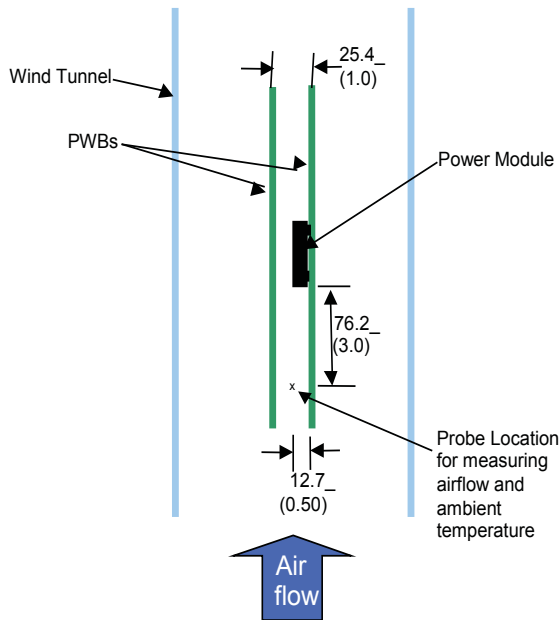 25.4_
(1.0)
Wind Tunnel
PWBs
Power Module
76.2_
(3.0)
x
Probe Location
for measuring
airflow and
ambient
temperature
12.7_
(0.50)
Air
flow